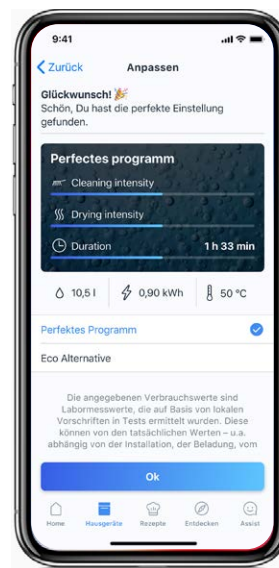 9:41
Zurück
Anpassen
Glückwunsch! 🎉
Schön, Du hast die perfekte Einstellung
gefunden.
Perfectes programm
Cleaning intensity
Drying intensity
Duration 1 h 33 min
10,5 l 0,90 kWh 50 °C
Perfektes Programm
Eco Alternative
Die angegebenen Verbrauchswerte sind
Labormesswerte, die auf Basis von lokalen
Vorschriften in Tests ermittelt wurden. Diese
können von den tatsächlichen Werten – u.a.
abhängig von der Installation, der Beladung, vom
Ok
Home Hausgeräte Rezepte Entdecken Assist